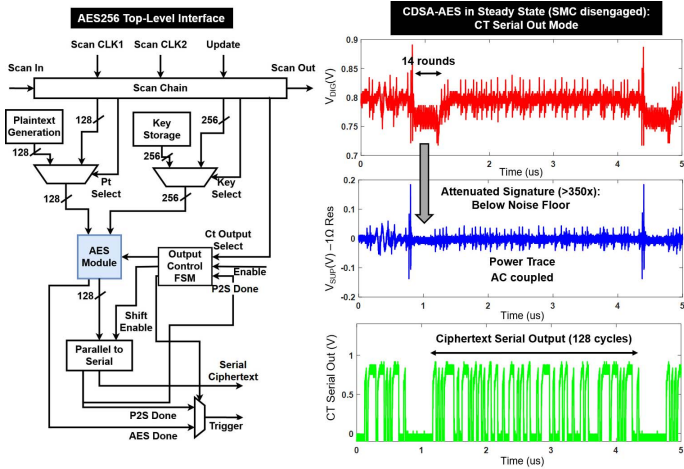 AES256 Top-Level Interface
Scan CLK1
Scan CLK2
Update
Scan In
Scan Out
Scan Chain
Plaintext
Generation
128
128
Key
Storage
256
256
Pt
Select
Key
Select
128
256
AES
Module
Ct Output
Select
Output
Control
FSM
Enable
P2S Done
128
Shift
Enable
Parallel to
Serial
Serial
Ciphertext
P2S Done
AES Done
Trigger
CDSA-AES in Steady State (SMC disengaged):
CT Serial Out Mode
VDIG(V)
0.9
0.85
0.8
0.75
0.7
14 rounds
0
1
2
3
4
5
Time (us)
VSUP(V) –1Ω Res
0.2
0.1
0
-0.1
-0.2
Attenuated Signature (>350x):
Below Noise Floor
Power Trace
AC coupled
0
1
2
3
4
5
Time (us)
CT Serial Out (V)
1
0.5
0
Ciphertext Serial Output (128 cycles)
0
1
2
3
4
5
Time (us)